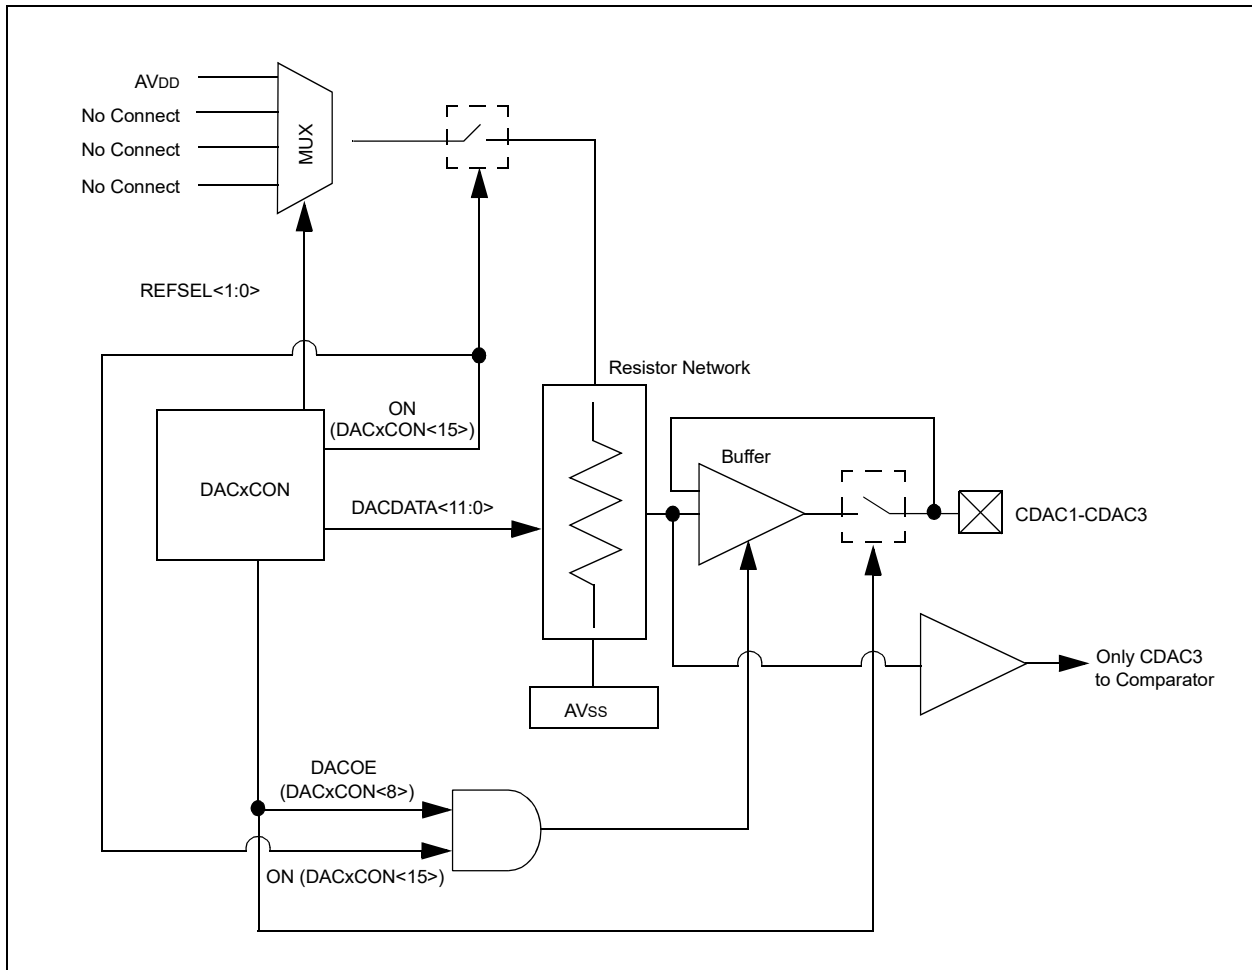 AVDD
No Connect
No Connect
No Connect
MUX
REFSEL<1:0>
Resistor Network
ON
(DACxCON<15>)
Buffer
DACxCON
DACDATA<11:0>
CDAC1-CDAC3
Only CDAC3
to Comparator
AVSS
DACOE
(DACxCON<8>)
ON (DACxCON<15>)